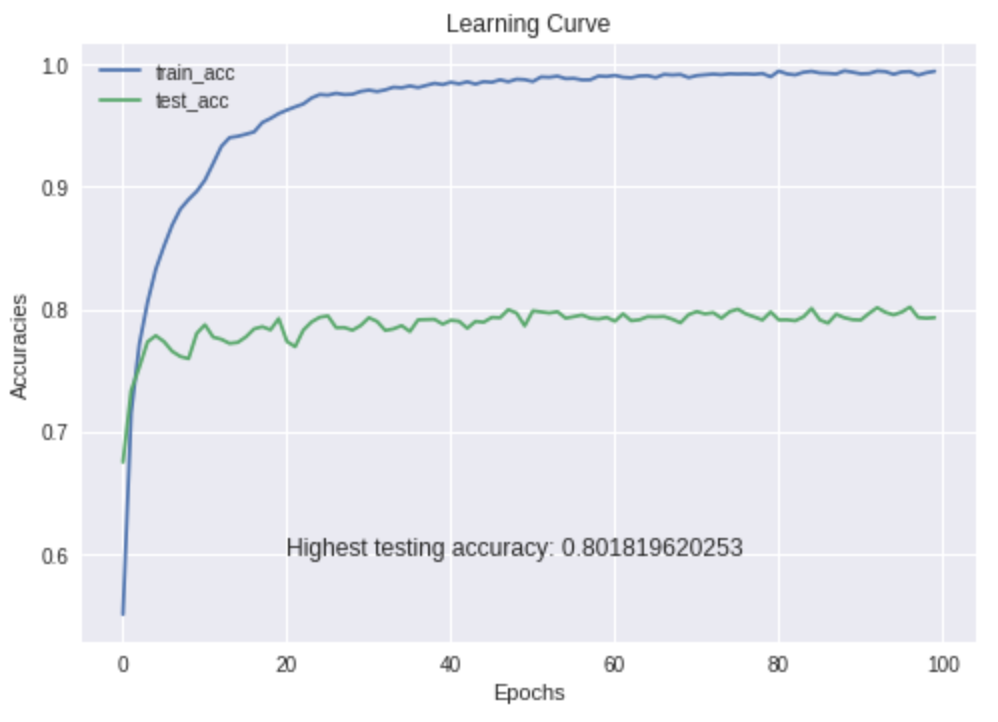 Learning Curve
1.0
train_acc
test_acc
0.9
0.8
Accuracies
0.7
Highest testing accuracy: 0.801819620253
0.6
0 20 40 60 80 100
Epochs